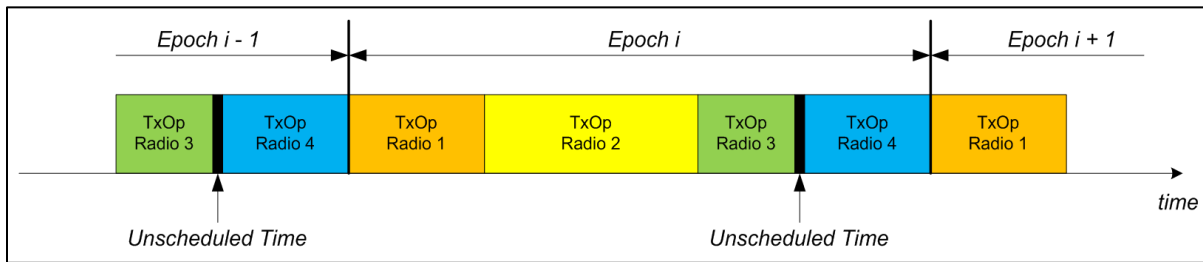 Epoch i - 1
Epoch i
Epoch i + 1
TxOp
Radio 3
TxOp
Radio 4
TxOp
Radio 1
TxOp
Radio 2
TxOp
Radio 3
TxOp
Radio 4
TxOp
Radio 1
time
Unscheduled Time
Unscheduled Time